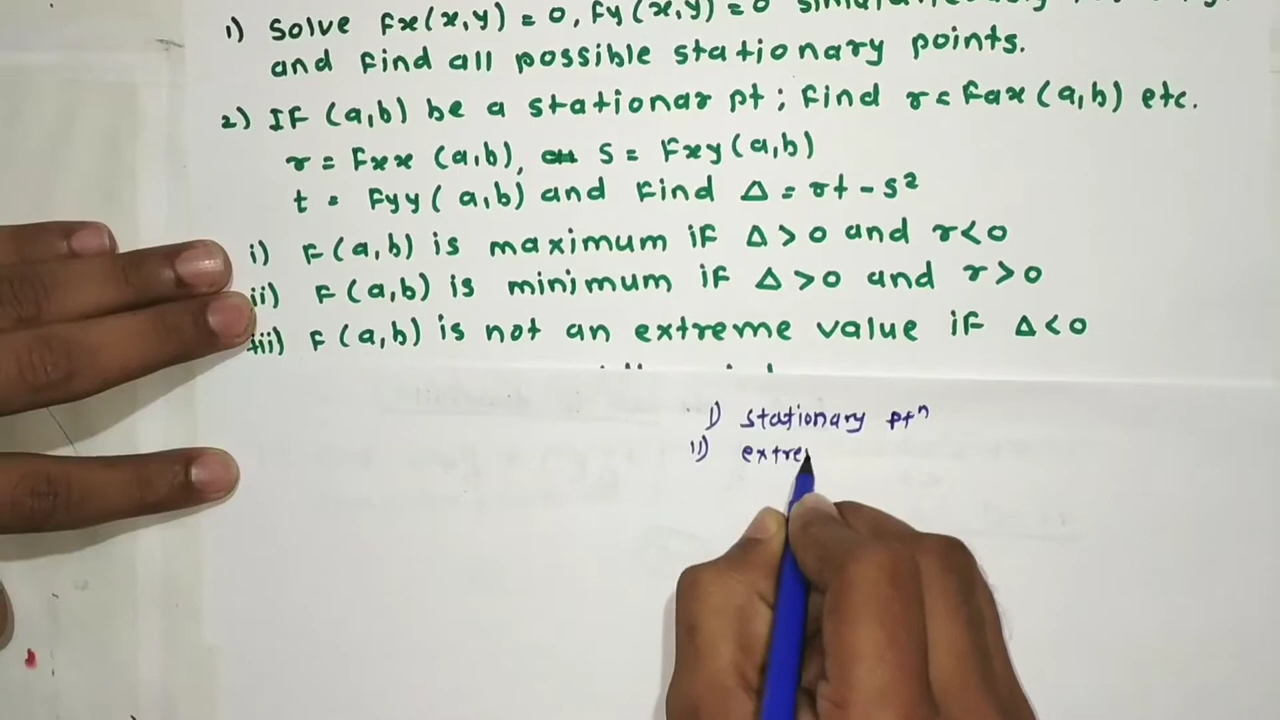 1) Solve Fx(x,y) = 0, Fy(x,y) = 0
and find all possible stationary points.
2) IF (a,b) be a stationar pt ; find r = Fax (a,b) etc.
r = Fxx (a,b), s = Fxy(a,b)
t = Fyy (a,b) and Find Δ = rt - s²
i) F(a,b) is maximum if Δ > 0 and r < 0
ii) F(a,b) is minimum if Δ > 0 and r > 0
iii) F(a,b) is not an extreme value if Δ < 0
i) stationary ptⁿ
ii) extre